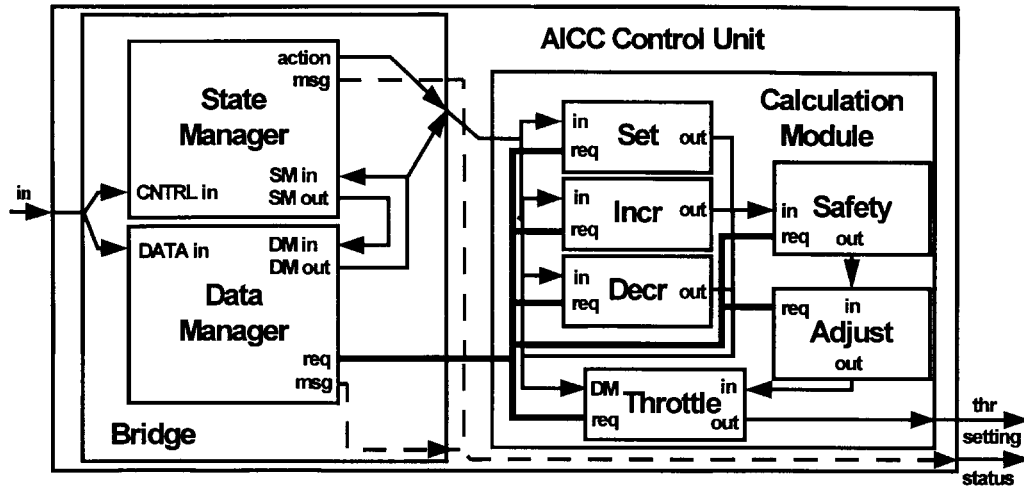 AICC Control Unit
action
msg
State
Manager
SM in
CNTRL in
SM out
in
DATA in
DM in
DM out
Data
Manager
req
msg
Bridge
Calculation
Module
in
Set
out
req
in
Incr
out
req
in
Decr
out
req
in
Safety
req
out
req
in
Adjust
out
DM
in
Throttle
req
out
thr
setting
status